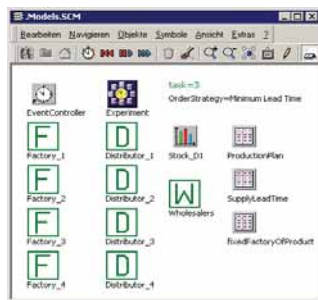 .Models.SCM
Bearbeiten Navigieren Objekte Symbole Ansicht Extras ?
task=3
OrderStrategy=Minimum Lead Time
EventController Experiment
F D
Factory_1 Distributor_1 Stock_D1 ProductionPlan
F D W
Factory_2 Distributor_2 Wholesalers SupplyLeadTime
F D
Factory_3 Distributor_3 fixedFactoryOfProduct
F D
Factory_4 Distributor_4